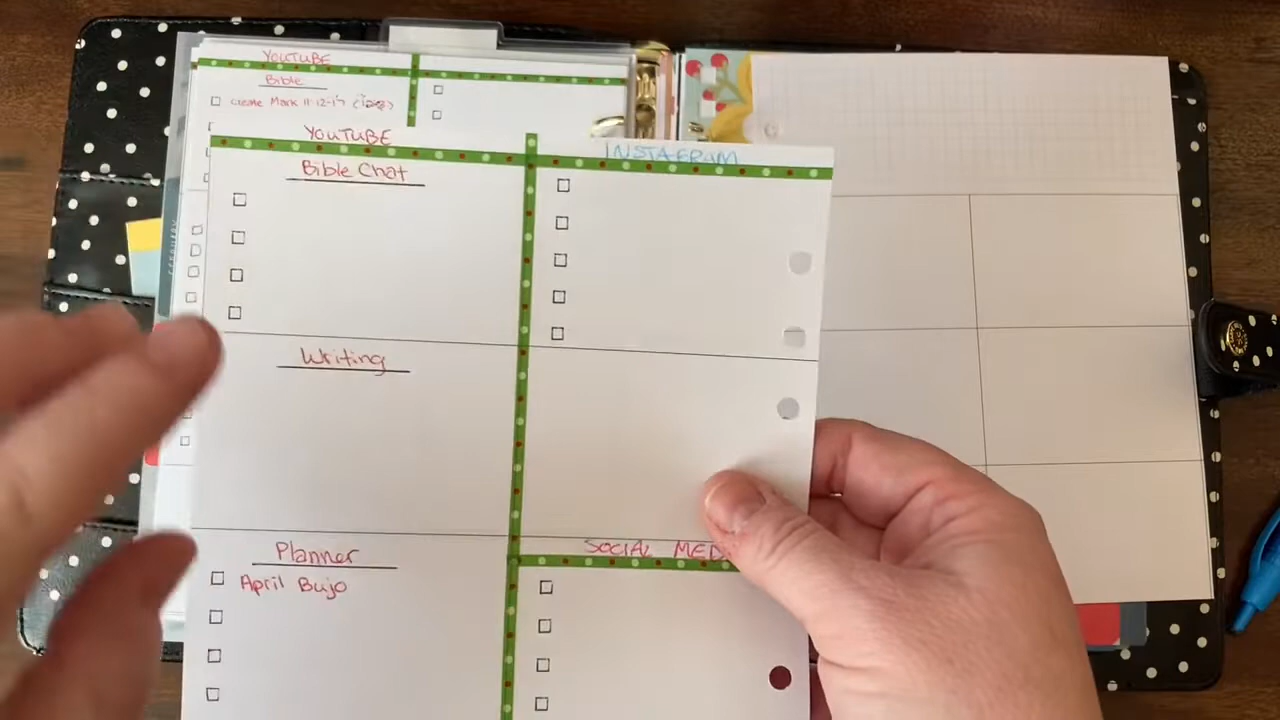 YOUTUBE
Bible
create Mark 11-12-17
YOUTUBE
INSTAGRAM
Bible Chat
Writing
Planner
SOCIAL MED
April Bujo